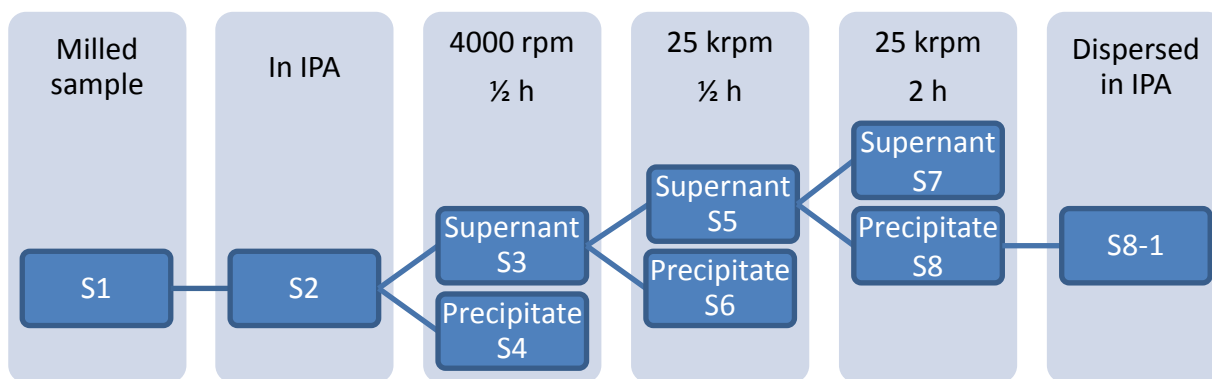 Milled
sample
In IPA
4000 rpm
½ h
25 krpm
½ h
25 krpm
2 h
Dispersed
in IPA
S1
S2
Supernant
S3
Precipitate
S4
Supernant
S5
Precipitate
S6
Supernant
S7
Precipitate
S8
S8-1